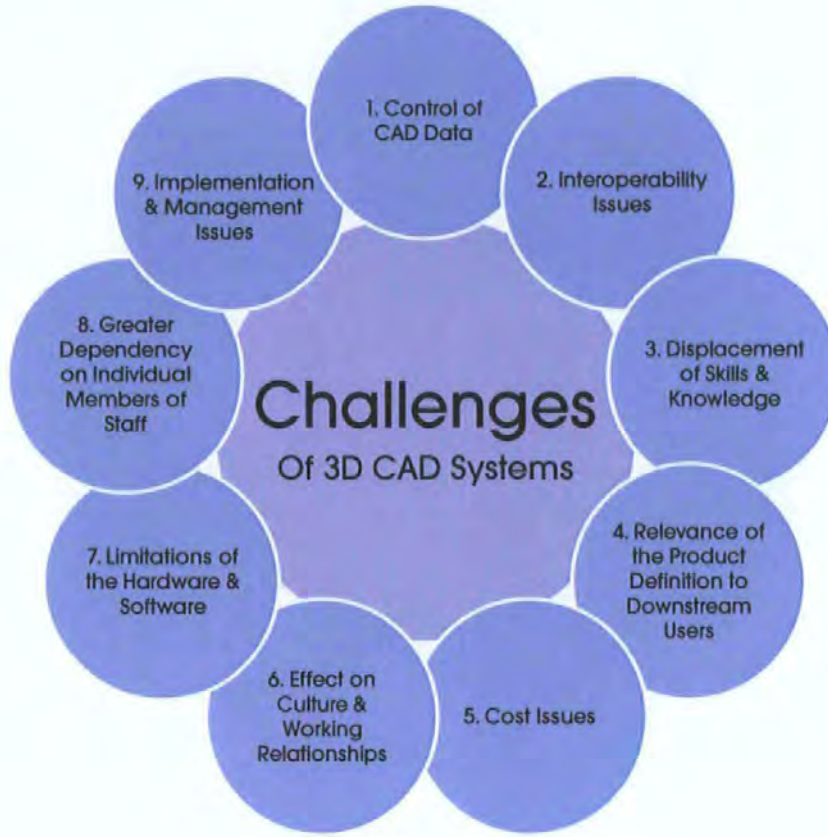 1. Control of
CAD Data
2. Interoperability
Issues
3. Displacement
of Skills &
Knowledge
4. Relevance of
the Product
Definition to
Downstream
Users
5. Cost Issues
6. Effect on
Culture &
Working
Relationships
7. Limitations of
the Hardware &
Software
8. Greater
Dependency
on Individual
Members of
Staff
9. Implementation
& Management
Issues
Challenges
Of 3D CAD Systems